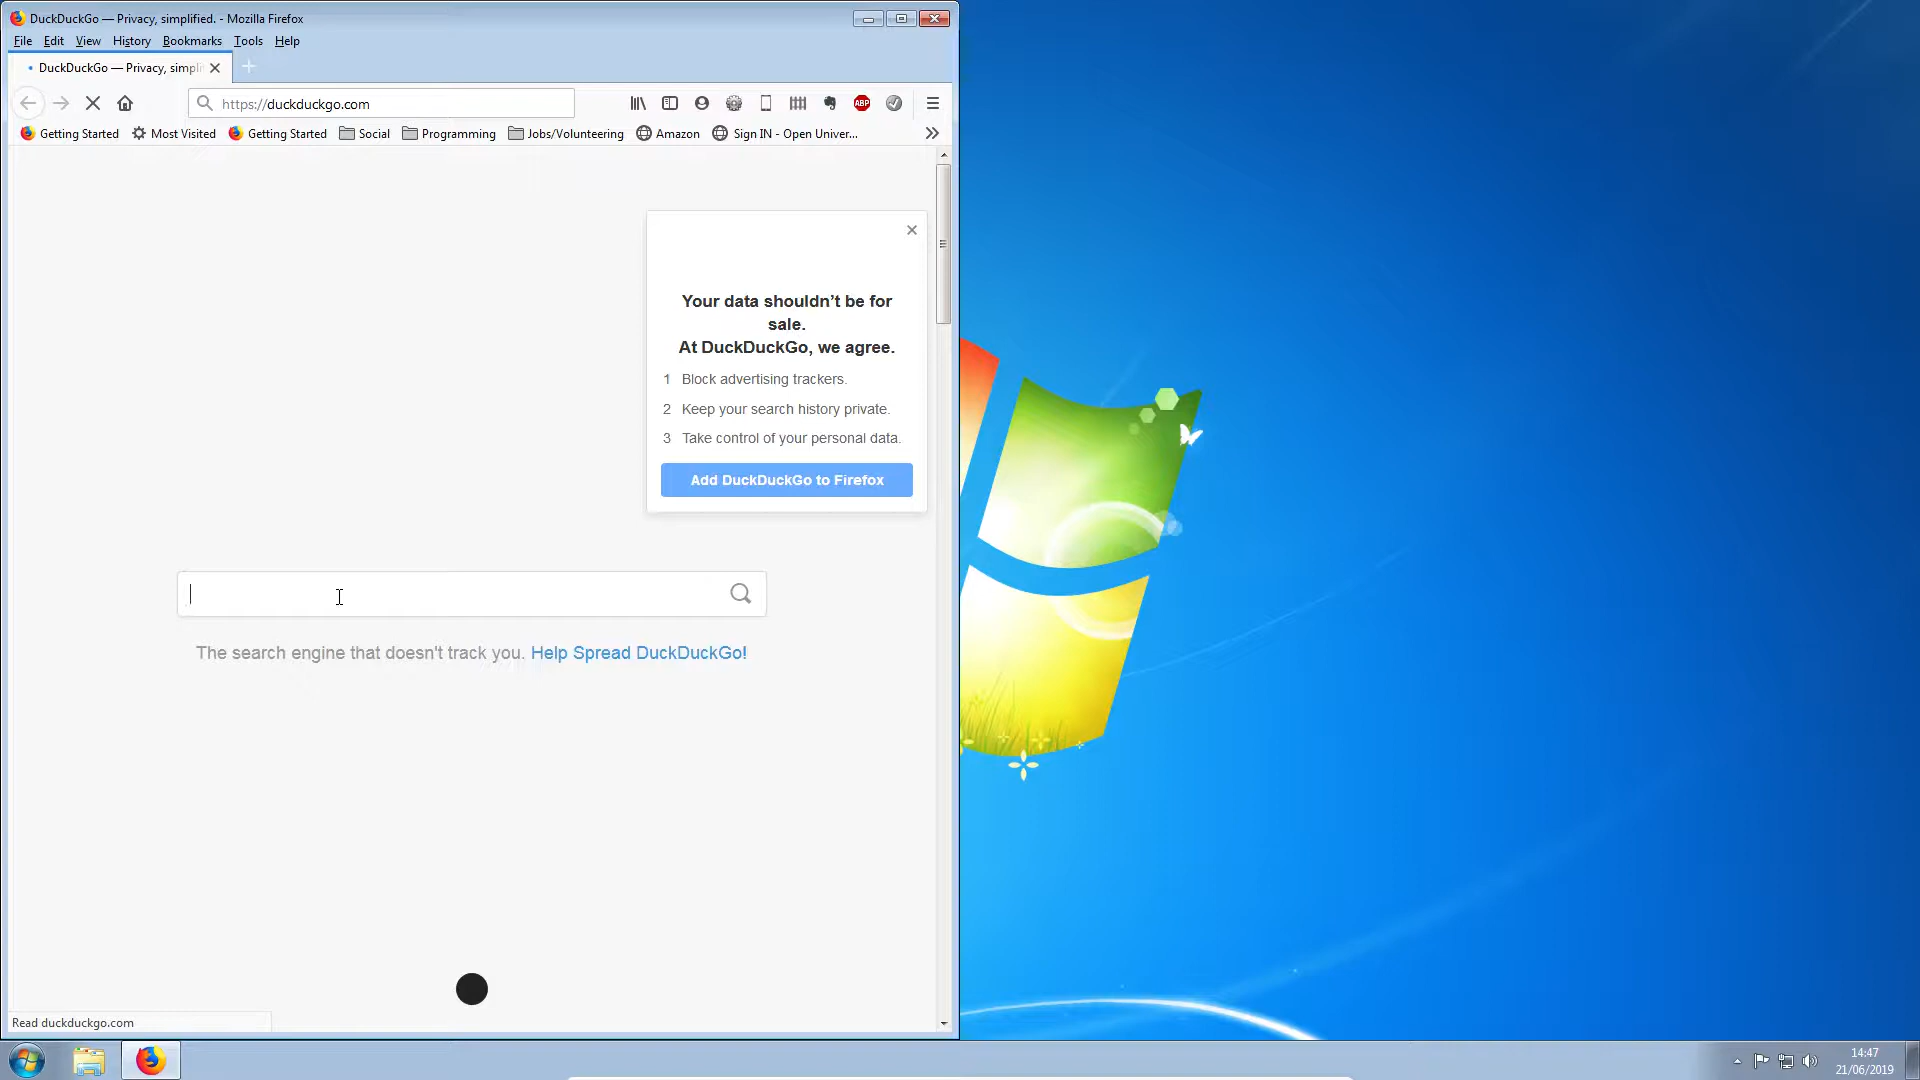 DuckDuckGo — Privacy, simplified. - Mozilla Firefox
File Edit View History Bookmarks Tools Help
DuckDuckGo — Privacy, simpli
https://duckduckgo.com
ABP
Getting Started Most Visited Getting Started Social Programming Jobs/Volunteering Amazon Sign IN - Open Univer...
Your data shouldn’t be for
sale.
At DuckDuckGo, we agree.
1 Block advertising trackers.
2 Keep your search history private.
3 Take control of your personal data.
Add DuckDuckGo to Firefox
The search engine that doesn't track you. Help Spread DuckDuckGo!
Read duckduckgo.com
14:47
21/06/2019